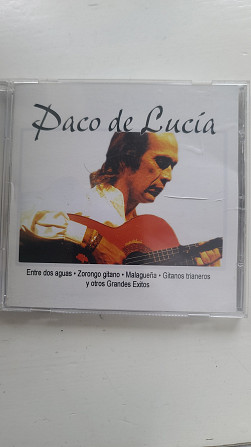 Paco de Lucía
Entre dos aguas • Zorongo gitano • Malagueña • Gitanos trianeros
y otros Grandes Exitos